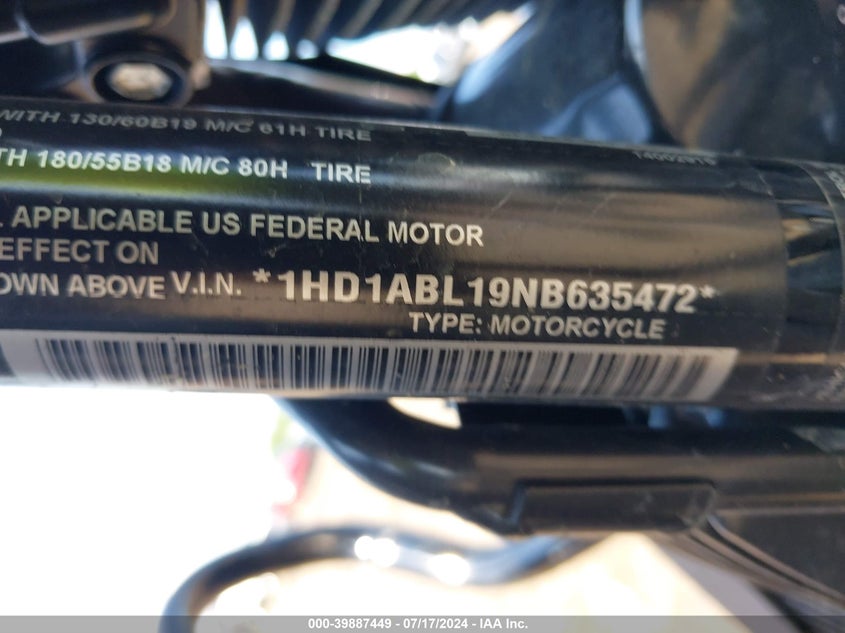 WITH 130/60B19 M/C 61H TIRE
TH 180/55B18 M/C 80H TIRE
L APPLICABLE US FEDERAL MOTOR
EFFECT ON
OWN ABOVE V.I.N. *1HD1ABL19NB635472*
TYPE: MOTORCYCLE
000-39887449 - 07/17/2024 - IAA Inc.